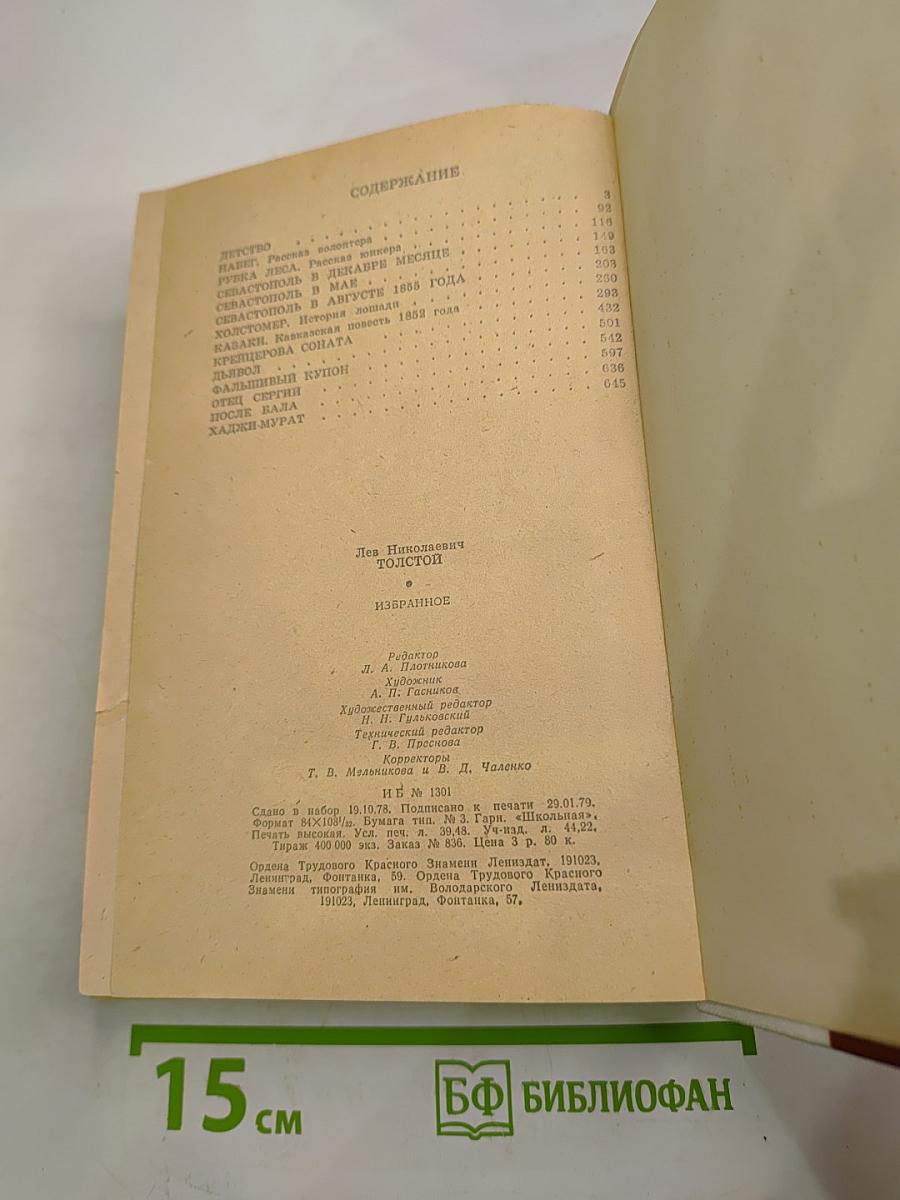 СОДЕРЖАНИЕ
ДЕТСТВО . . . . . . . . . . . . . . . . 3
НАБЕГ. Рассказ волонтера . . . . . . . . . . 92
РУБКА ЛЕСА. Рассказ юнкера . . . . . . . . . 116
СЕВАСТОПОЛЬ В ДЕКАБРЕ МЕСЯЦЕ . . . . . . 149
СЕВАСТОПОЛЬ В МАЕ . . . . . . . . . . . . 163
СЕВАСТОПОЛЬ В АВГУСТЕ 1855 ГОДА . . . . . 203
ХОЛСТОМЕР. История лошади . . . . . . . . . 260
КАЗАКИ. Кавказская повесть 1852 года . . . . . . 293
КРЕЙЦЕРОВА СОНАТА . . . . . . . . . . . . 432
ДЬЯВОЛ . . . . . . . . . . . . . . . . 501
ФАЛЬШИВЫЙ КУПОН . . . . . . . . . . . . 542
ОТЕЦ СЕРГИЙ . . . . . . . . . . . . . . 597
ПОСЛЕ БАЛА . . . . . . . . . . . . . . . 636
ХАДЖИ-МУРАТ . . . . . . . . . . . . . . 645
Лев Николаевич
ТОЛСТОЙ
ИЗБРАННОЕ
Редактор
Л. А. Плотникова
Художник
А. П. Гасников
Художественный редактор
Н. Н. Гульковский
Технический редактор
Г. В. Преснова
Корректоры
Т. В. Мельникова и В. Д. Чаленко
ИБ № 1301
Сдано в набор 19.10.78. Подписано к печати 29.01.79.
Формат 84×108¹/₃₂. Бумага тип. № 3. Гарн. «Школьная».
Печать высокая. Усл. печ. л. 39,48. Уч-изд. л. 44,22.
Тираж 400 000 экз. Заказ № 836. Цена 3 р. 80 к.
Ордена Трудового Красного Знамени Лениздат, 191023,
Ленинград, Фонтанка, 59. Ордена Трудового Красного
Знамени типография им. Володарского Лениздата,
191023, Ленинград, Фонтанка, 57.
15 см
БФ БИБЛИОФАН